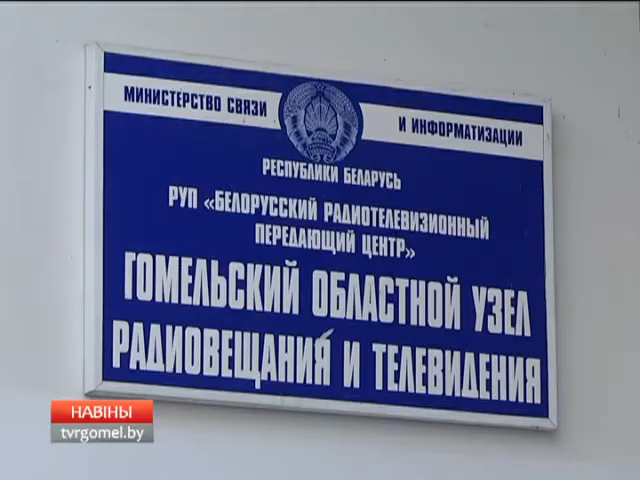 МИНИСТЕРСТВО СВЯЗИ И ИНФОРМАТИЗАЦИИ
РЕСПУБЛИКИ БЕЛАРУСЬ
РУП «БЕЛОРУССКИЙ РАДИОТЕЛЕВИЗИОННЫЙ
ПЕРЕДАЮЩИЙ ЦЕНТР»
ГОМЕЛЬСКИЙ ОБЛАСТНОЙ УЗЕЛ
РАДИОВЕЩАНИЯ И ТЕЛЕВИДЕНИЯ
НАВІНЫ
tvrgomel.by